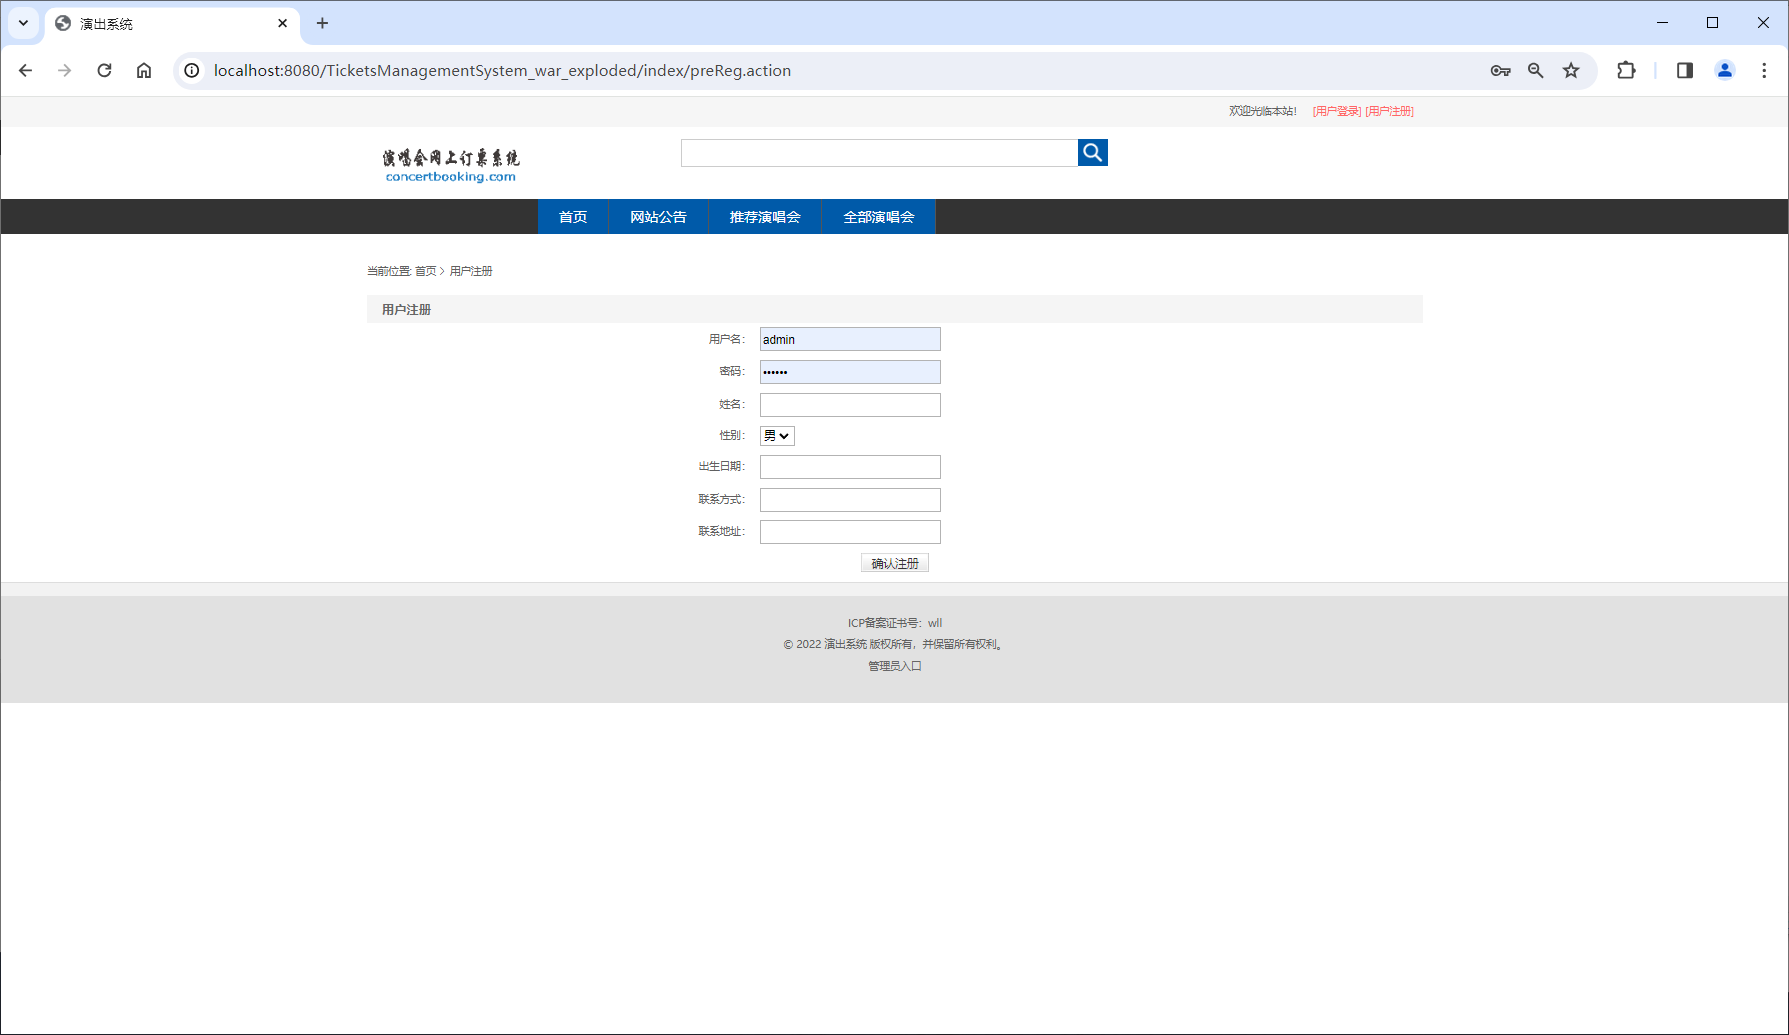 演出系统
localhost:8080/TicketsManagementSystem_war_exploded/index/preReg.action
欢迎光临本站! [用户登录] [用户注册]
演唱会网上订票系统
concertbooking.com
首页 网站公告 推荐演唱会 全部演唱会
当前位置: 首页 > 用户注册
用户注册
用户名: admin
密码: ••••••
姓名:
性别: 男
出生日期:
联系方式:
联系地址:
确认注册
ICP备案证书号: wll
© 2022 演出系统 版权所有，并保留所有权利。
管理员入口